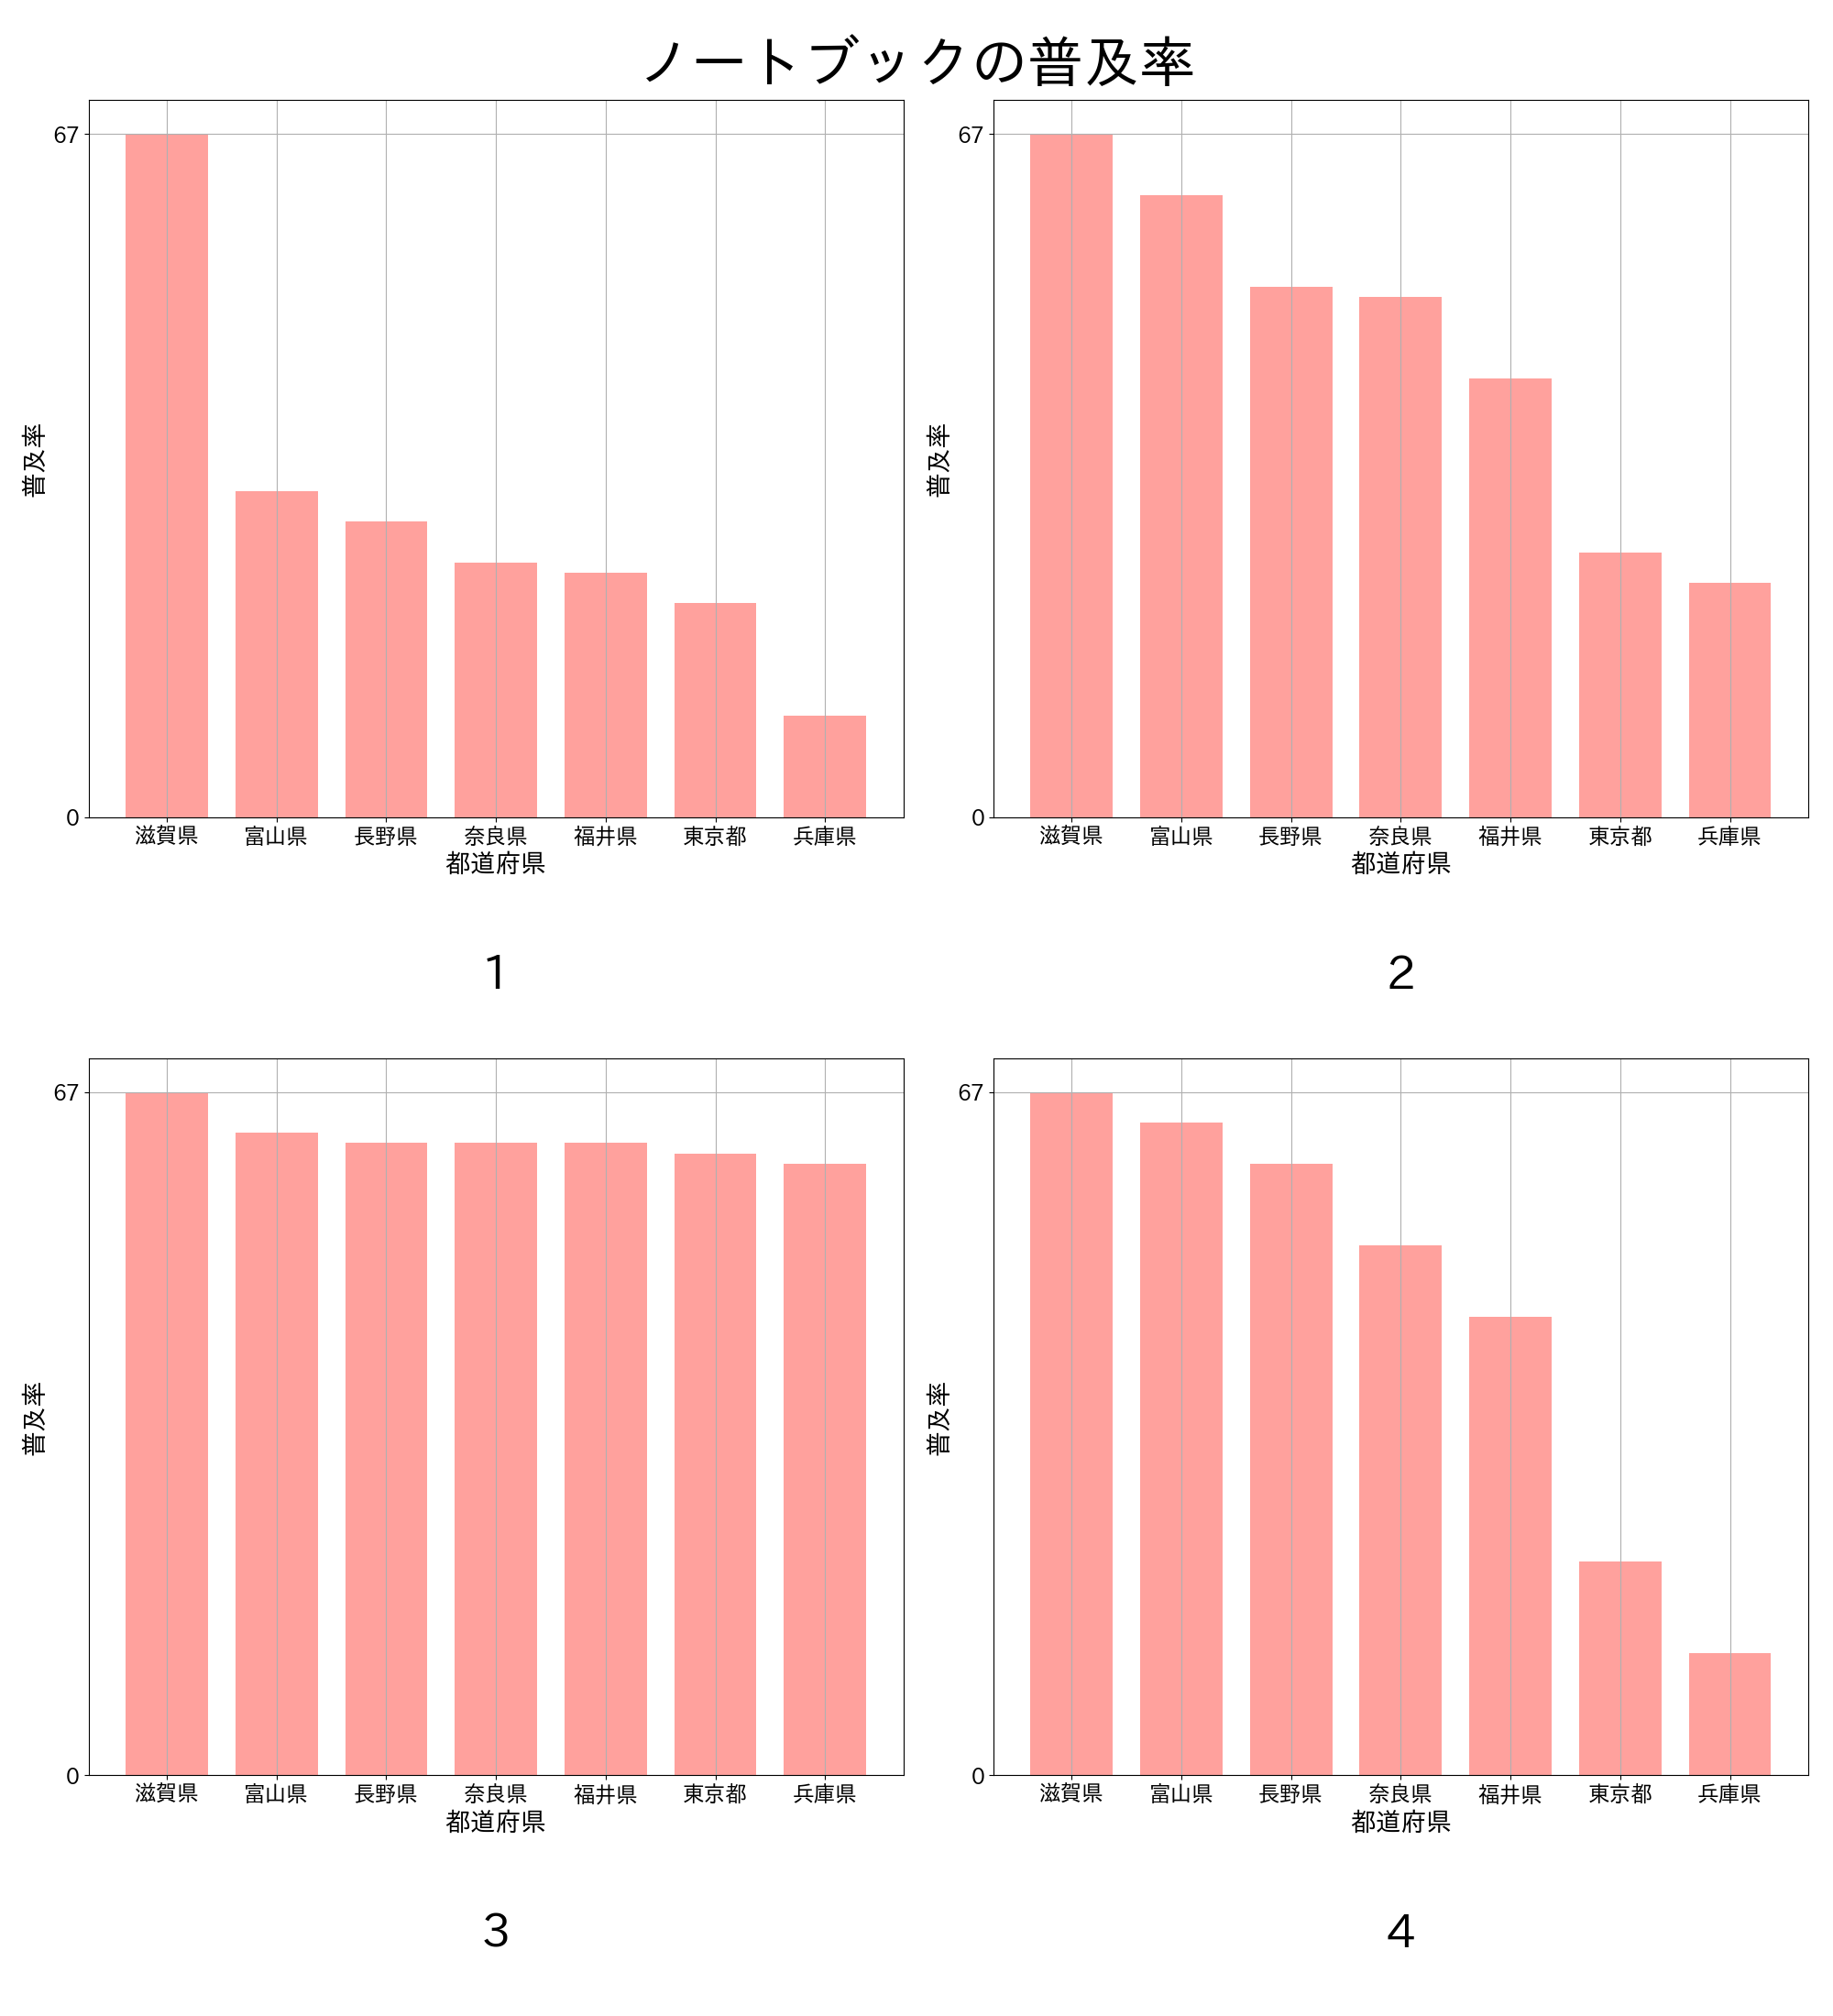 ノートブックの普及率
67
0
普及率
滋賀県 富山県 長野県 奈良県 福井県 東京都 兵庫県
都道府県
1
67
0
普及率
滋賀県 富山県 長野県 奈良県 福井県 東京都 兵庫県
都道府県
2
67
0
普及率
滋賀県 富山県 長野県 奈良県 福井県 東京都 兵庫県
都道府県
3
67
0
普及率
滋賀県 富山県 長野県 奈良県 福井県 東京都 兵庫県
都道府県
4